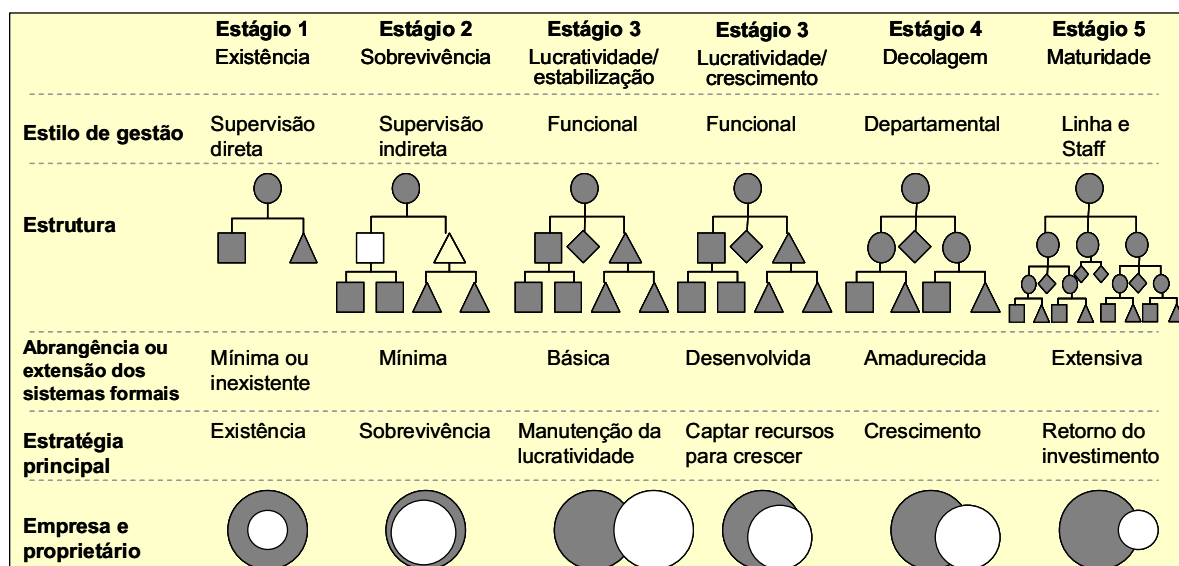 Estágio 1
Existência
Estágio 2
Sobrevivência
Estágio 3
Lucratividade/
estabilização
Estágio 3
Lucratividade/
crescimento
Estágio 4
Decolagem
Estágio 5
Maturidade
Estilo de gestão
Supervisão
direta
Supervisão
indireta
Funcional
Funcional
Departamental
Linha e
Staff
Estrutura
Abrangência ou
extensão dos
sistemas formais
Mínima ou
inexistente
Mínima
Básica
Desenvolvida
Amadurecida
Extensiva
Estratégia
principal
Existência
Sobrevivência
Manutenção da
lucratividade
Captar recursos
para crescer
Crescimento
Retorno do
investimento
Empresa e
proprietário